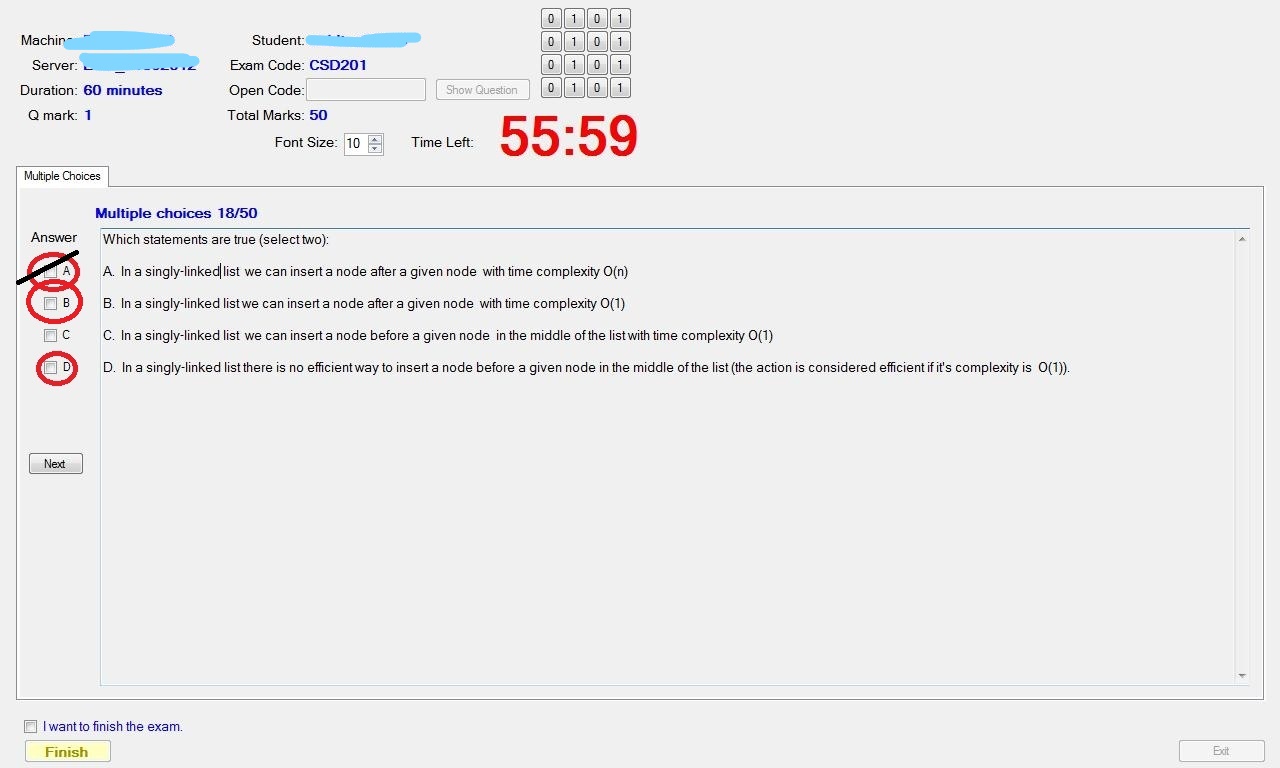 0 1 0 1
Machine: Student:
0 1 0 1
Server: Exam Code: CSD201
0 1 0 1
Duration: 60 minutes Open Code: Show Question
0 1 0 1
Q mark: 1 Total Marks: 50
Font Size: 10 Time Left: 55:59
Multiple Choices
Multiple choices 18/50
Answer
Which statements are true (select two):
A A. In a singly-linked list we can insert a node after a given node with time complexity O(n)
B B. In a singly-linked list we can insert a node after a given node with time complexity O(1)
C C. In a singly-linked list we can insert a node before a given node in the middle of the list with time complexity O(1)
D D. In a singly-linked list there is no efficient way to insert a node before a given node in the middle of the list (the action is considered efficient if it's complexity is O(1)).
Next
I want to finish the exam.
Finish Exit